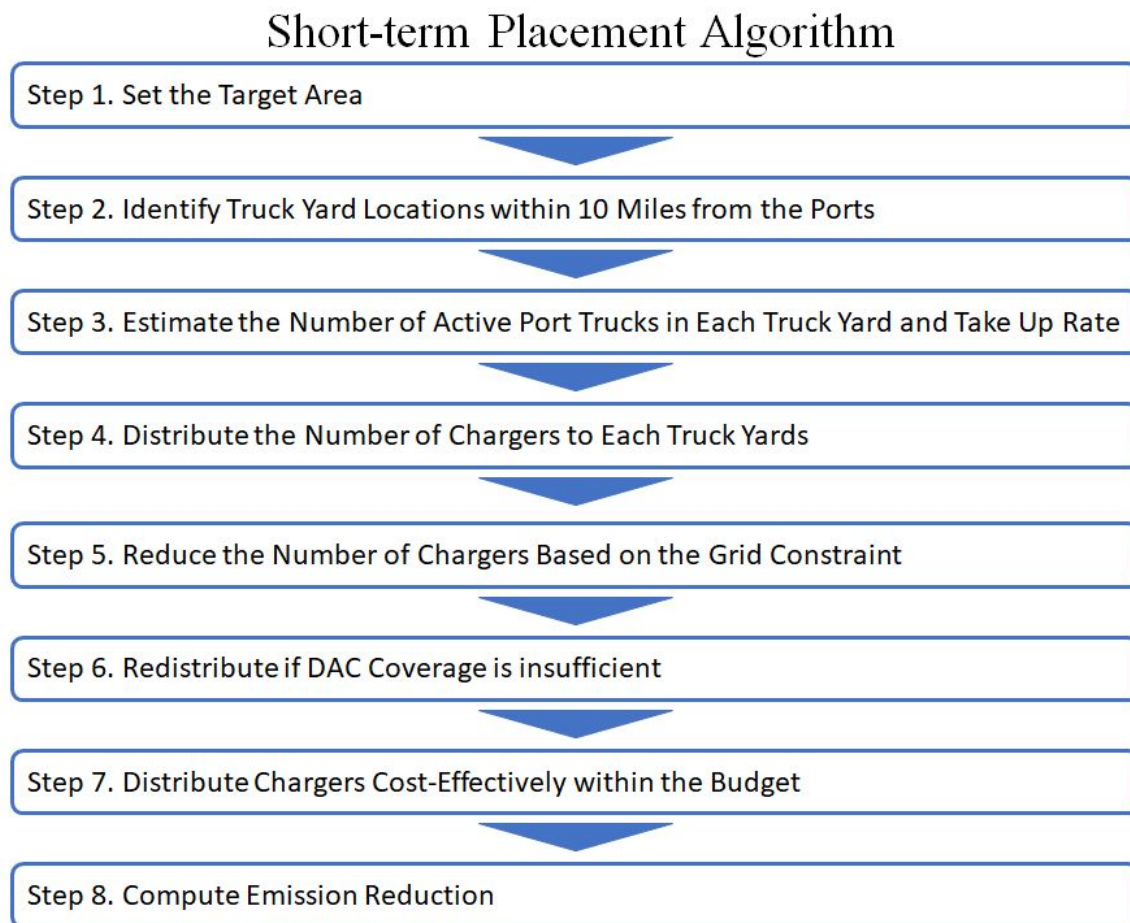 Short-term Placement Algorithm
Step 1. Set the Target Area
Step 2. Identify Truck Yard Locations within 10 Miles from the Ports
Step 3. Estimate the Number of Active Port Trucks in Each Truck Yard and Take Up Rate
Step 4. Distribute the Number of Chargers to Each Truck Yards
Step 5. Reduce the Number of Chargers Based on the Grid Constraint
Step 6. Redistribute if DAC Coverage is insufficient
Step 7. Distribute Chargers Cost-Effectively within the Budget
Step 8. Compute Emission Reduction